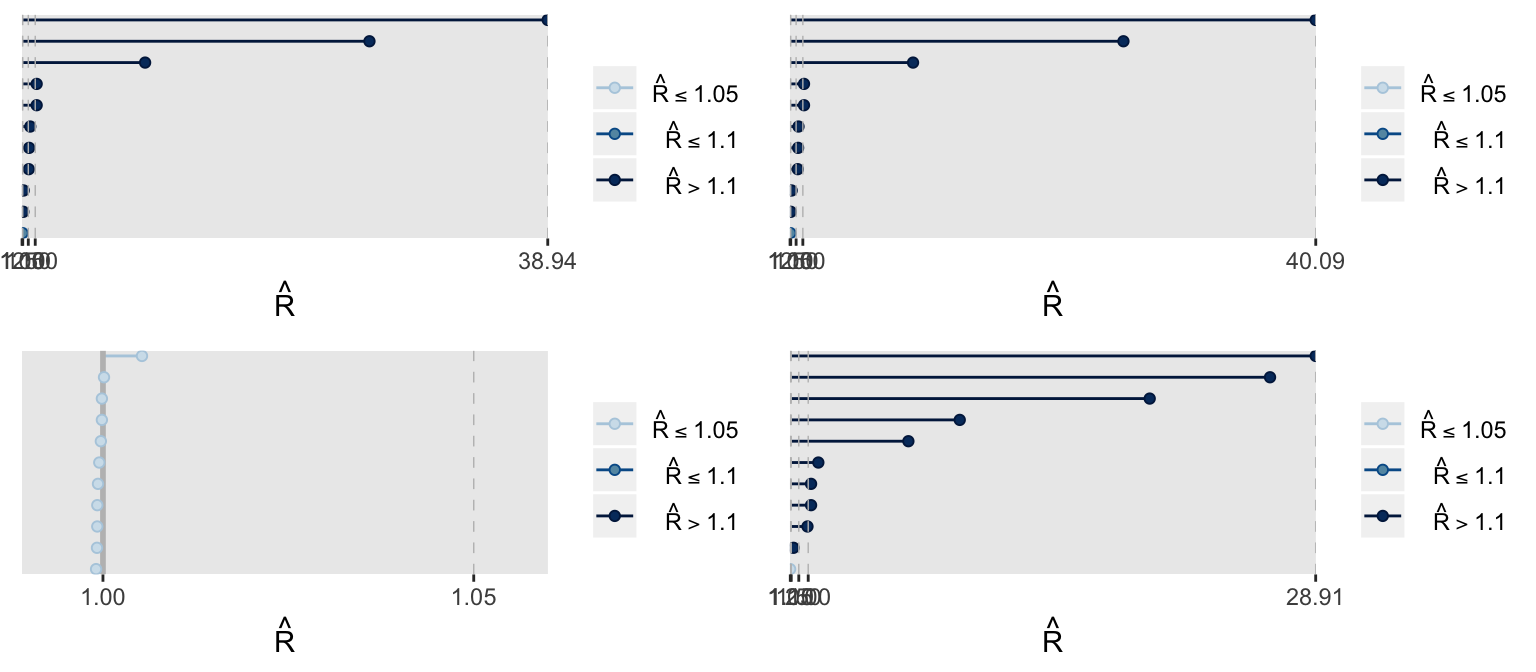 R̂ ≤ 1.05
R̂ ≤ 1.1
R̂ > 1.1
38.94
R̂
R̂ ≤ 1.05
R̂ ≤ 1.1
R̂ > 1.1
40.09
R̂
R̂ ≤ 1.05
R̂ ≤ 1.1
R̂ > 1.1
1.00 1.05
R̂
R̂ ≤ 1.05
R̂ ≤ 1.1
R̂ > 1.1
28.91
R̂